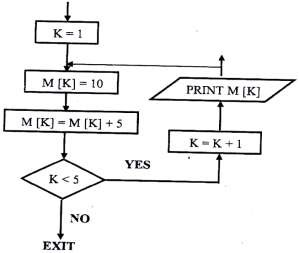 K = 1
M [K] = 10
M [K] = M [K] + 5
K < 5
YES
K = K + 1
PRINT M [K]
NO
EXIT